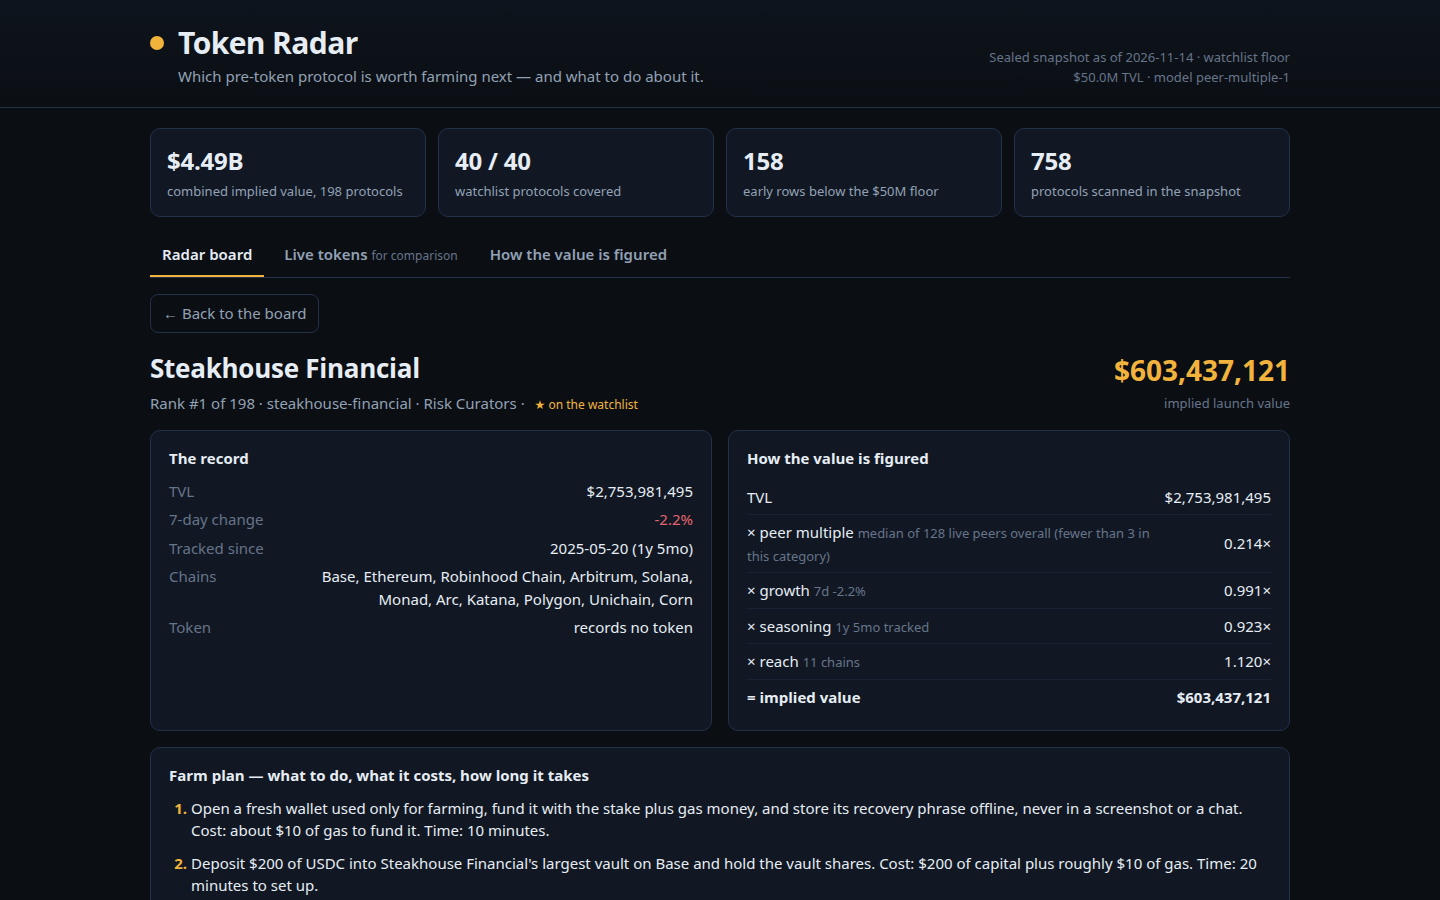 Token Radar
Which pre-token protocol is worth farming next — and what to do about it.
Sealed snapshot as of 2026-11-14 · watchlist floor
$50.0M TVL · model peer-multiple-1
$4.49B
combined implied value, 198 protocols
40 / 40
watchlist protocols covered
158
early rows below the $50M floor
758
protocols scanned in the snapshot
Radar board
Live tokens for comparison
How the value is figured
← Back to the board
Steakhouse Financial
Rank #1 of 198 · steakhouse-financial · Risk Curators · ★ on the watchlist
$603,437,121
implied launch value
The record
TVL $2,753,981,495
7-day change -2.2%
Tracked since 2025-05-20 (1y 5mo)
Chains Base, Ethereum, Robinhood Chain, Arbitrum, Solana,
Monad, Arc, Katana, Polygon, Unichain, Corn
Token records no token
How the value is figured
TVL $2,753,981,495
× peer multiple median of 128 live peers overall (fewer than 3 in
this category) 0.214×
× growth 7d -2.2% 0.991×
× seasoning 1y 5mo tracked 0.923×
× reach 11 chains 1.120×
= implied value $603,437,121
Farm plan — what to do, what it costs, how long it takes
1. Open a fresh wallet used only for farming, fund it with the stake plus gas money, and store its recovery phrase offline, never in a screenshot or a chat.
Cost: about $10 of gas to fund it. Time: 10 minutes.
2. Deposit $200 of USDC into Steakhouse Financial's largest vault on Base and hold the vault shares. Cost: $200 of capital plus roughly $10 of gas. Time: 20
minutes to set up.